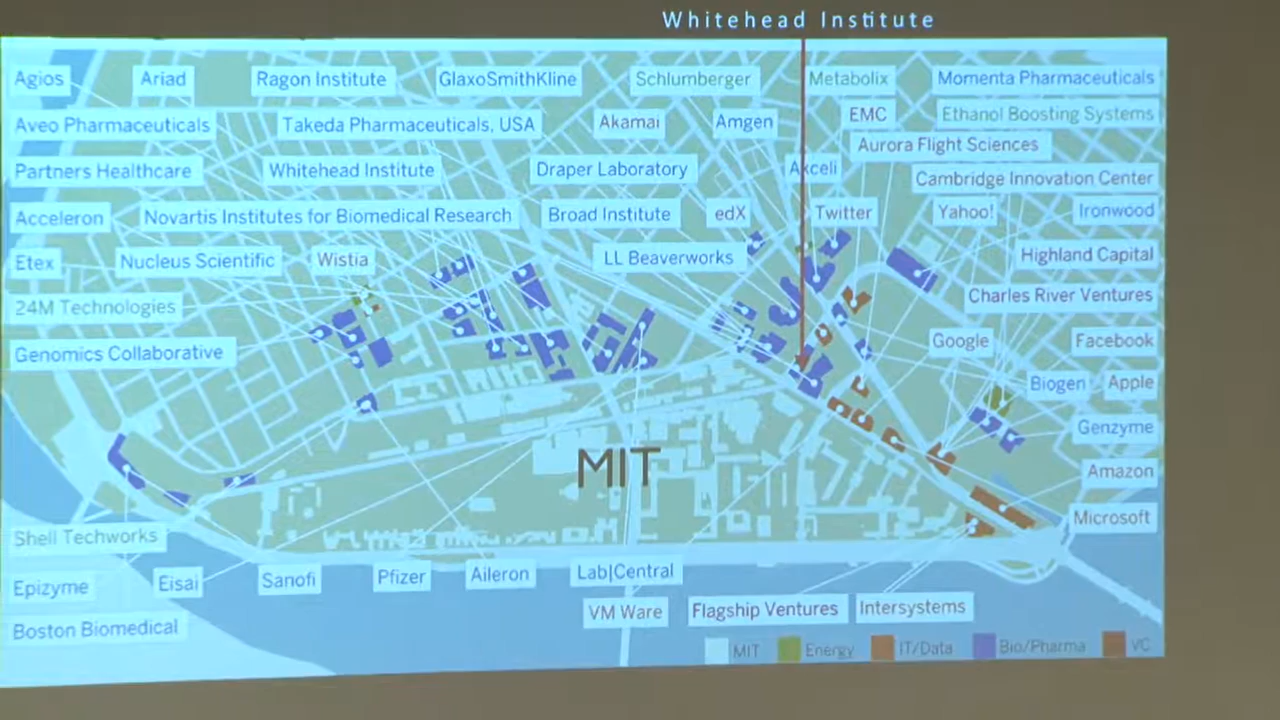 Whitehead Institute
Agios Ariad Ragon Institute GlaxoSmithKline Schlumberger Metabolix Momenta Pharmaceuticals
Aveo Pharmaceuticals Takeda Pharmaceuticals, USA Akamai Amgen EMC Ethanol Boosting Systems
Aurora Flight Sciences
Partners Healthcare Whitehead Institute Draper Laboratory Axceli Cambridge Innovation Center
Acceleron Novartis Institutes for Biomedical Research Broad Institute edX Twitter Yahoo! Ironwood
Etex Nucleus Scientific Wistia LL Beaverworks Highland Capital
24M Technologies Charles River Ventures
Genomics Collaborative Google Facebook
Biogen Apple
Genzyme
MIT
Amazon
Microsoft
Shell Techworks
Epizyme Eisai Sanofi Pfizer Aileron Lab|Central
VM Ware Flagship Ventures Intersystems
Boston Biomedical
MIT Energy IT/Data Bio/Pharma VC